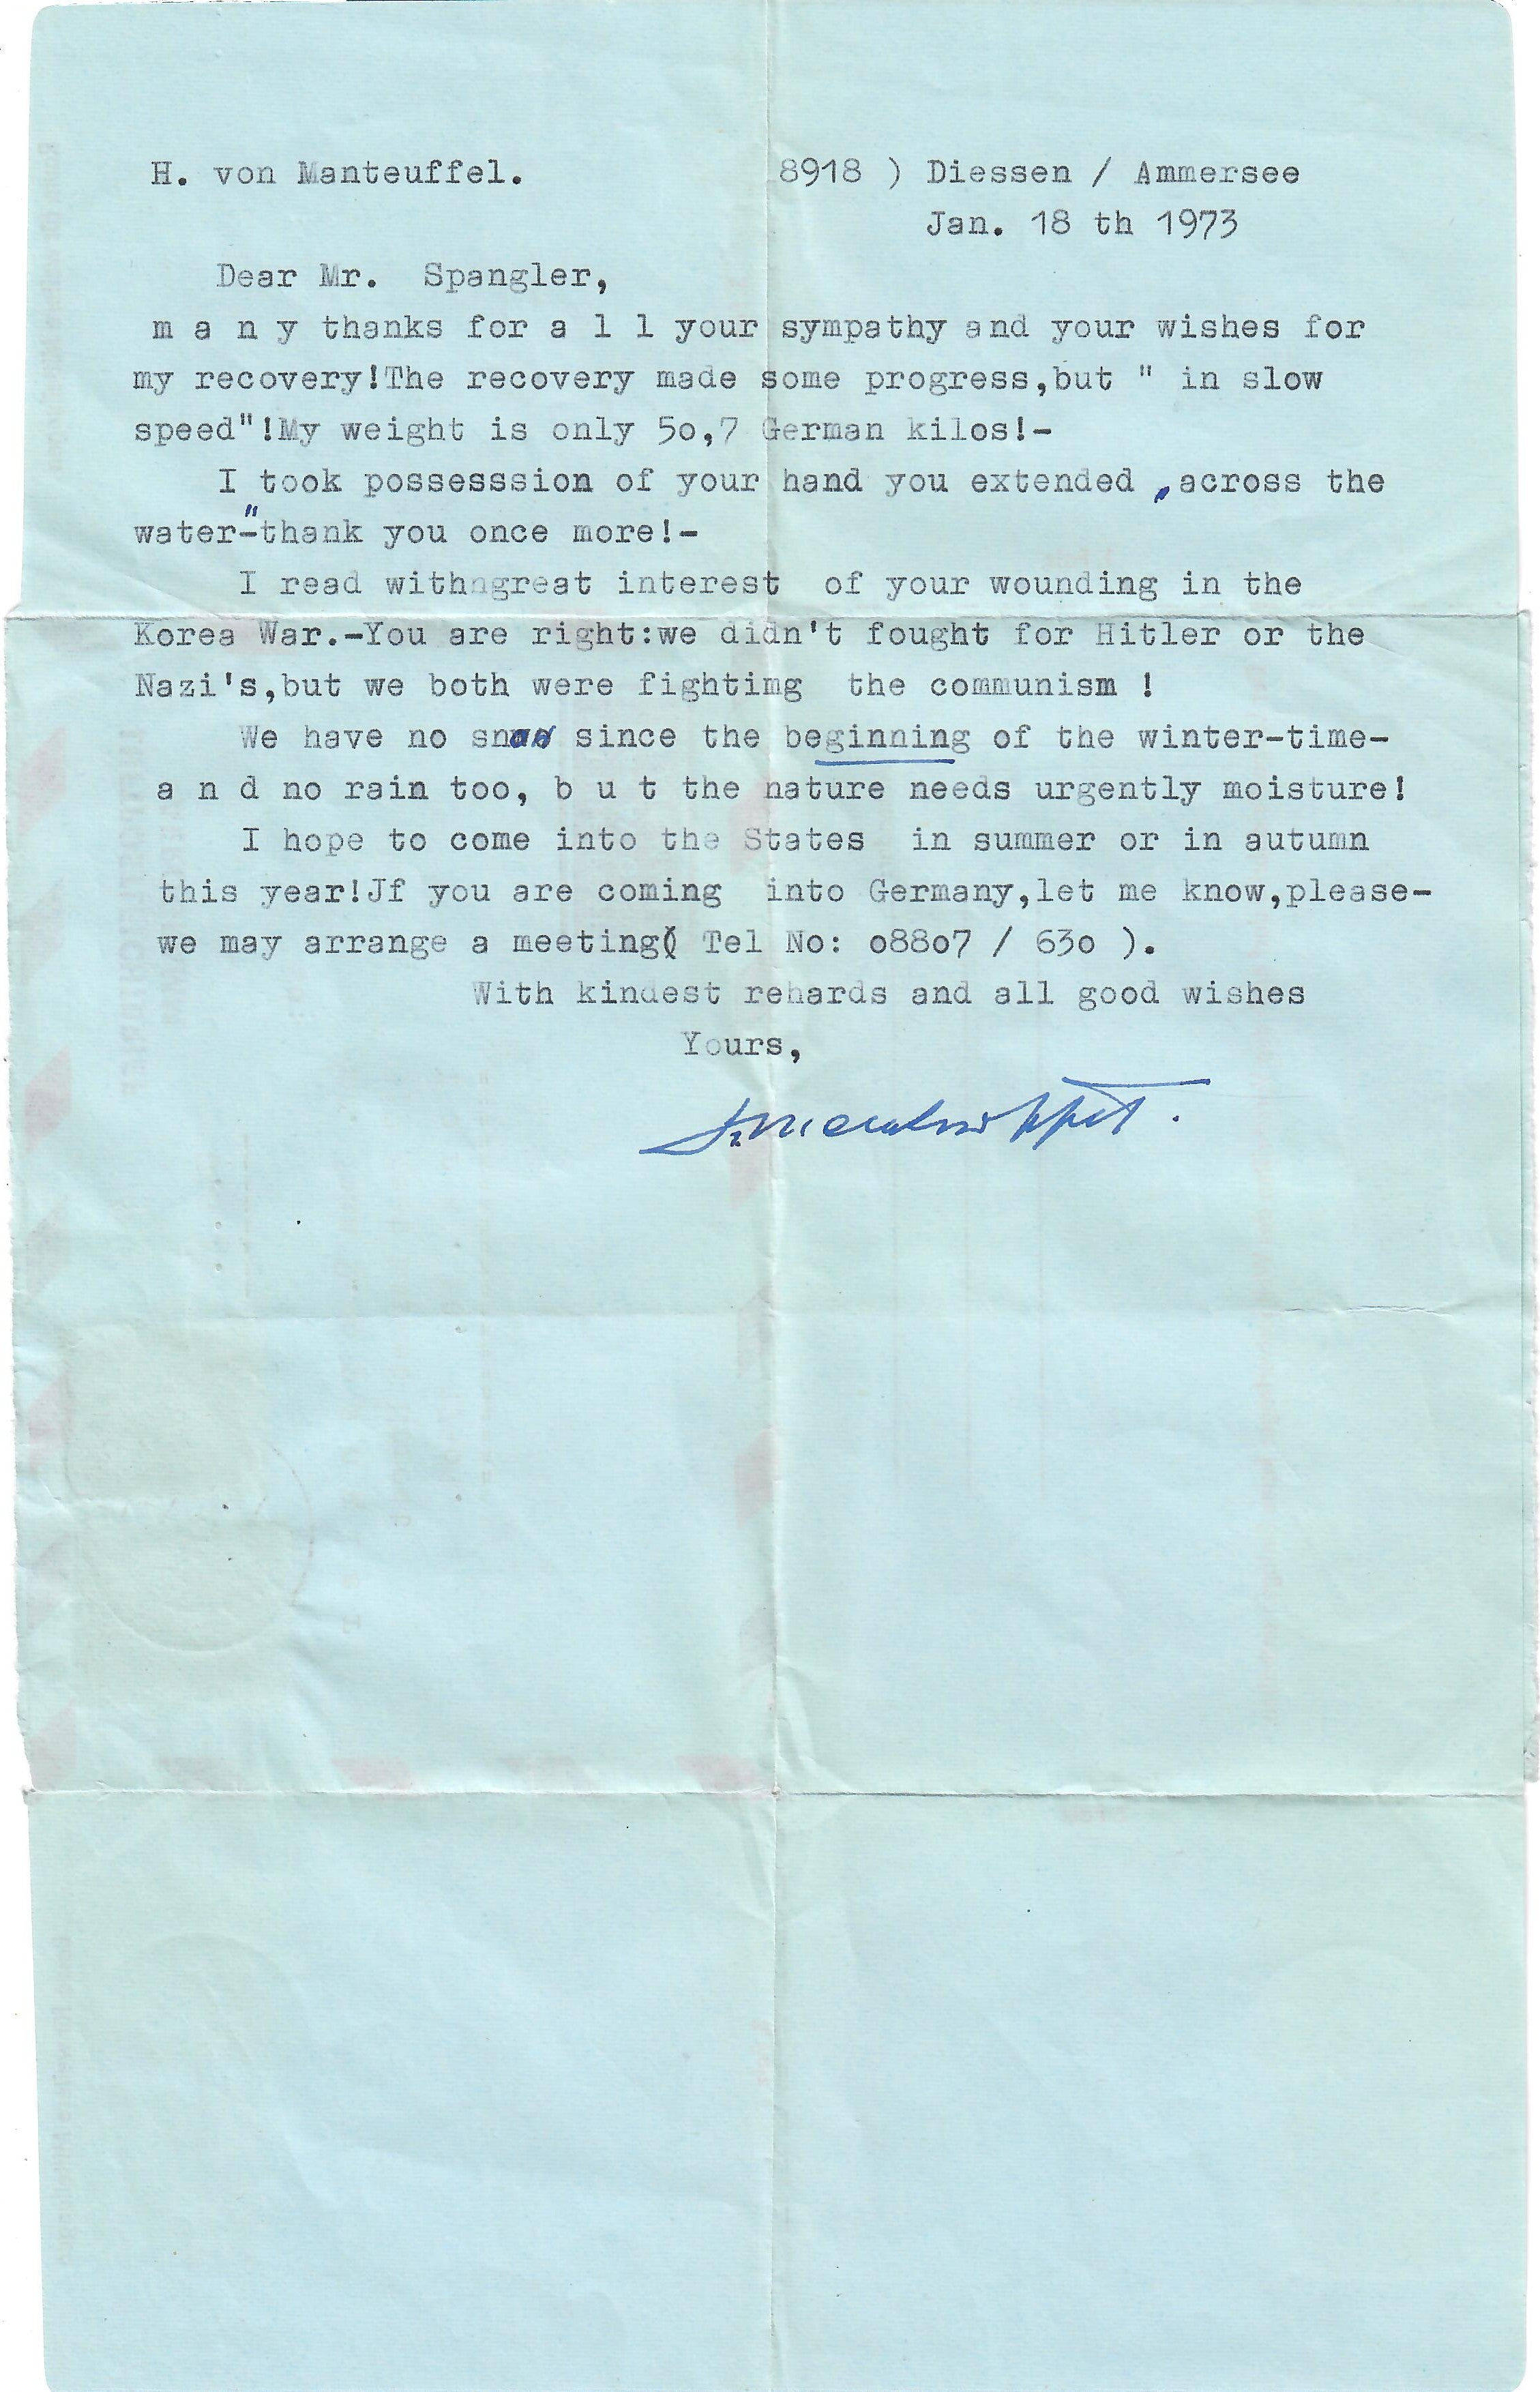 H. von Manteuffel. 8918 ) Diessen / Ammersee
Jan. 18 th 1973
Dear Mr. Spangler,
m a n y thanks for a l l your sympathy and your wishes for
my recovery!The recovery made some progress,but " in slow
speed"!My weight is only 5o,7 German kilos!-
I took possesssion of your hand you extended „across the
water"-thank you once more!-
I read withngreat interest of your wounding in the
Korea War.-You are right:we didn't fought for Hitler or the
Nazi's,but we both were fightimg the communism !
We have no snow since the beginning of the winter-time-
a n d no rain too, b u t the nature needs urgently moisture!
I hope to come into the States in summer or in autumn
this year!Jf you are coming into Germany,let me know,please-
we may arrange a meeting( Tel No: o88o7 / 63o ).
With kindest rehards and all good wishes
Yours,